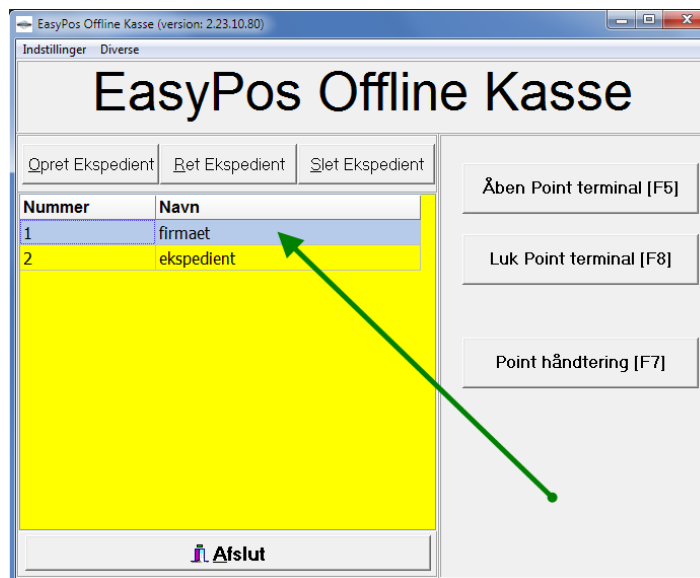 EasyPos Offline Kasse (version: 2.23.10.80)
Indstillinger Diverse
EasyPos Offline Kasse
Opret Ekspedient Ret Ekspedient Slet Ekspedient
Nummer Navn
1 firmaet
2 ekspedient
Afslut
Åben Point terminal [F5]
Luk Point terminal [F8]
Point håndtering [F7]